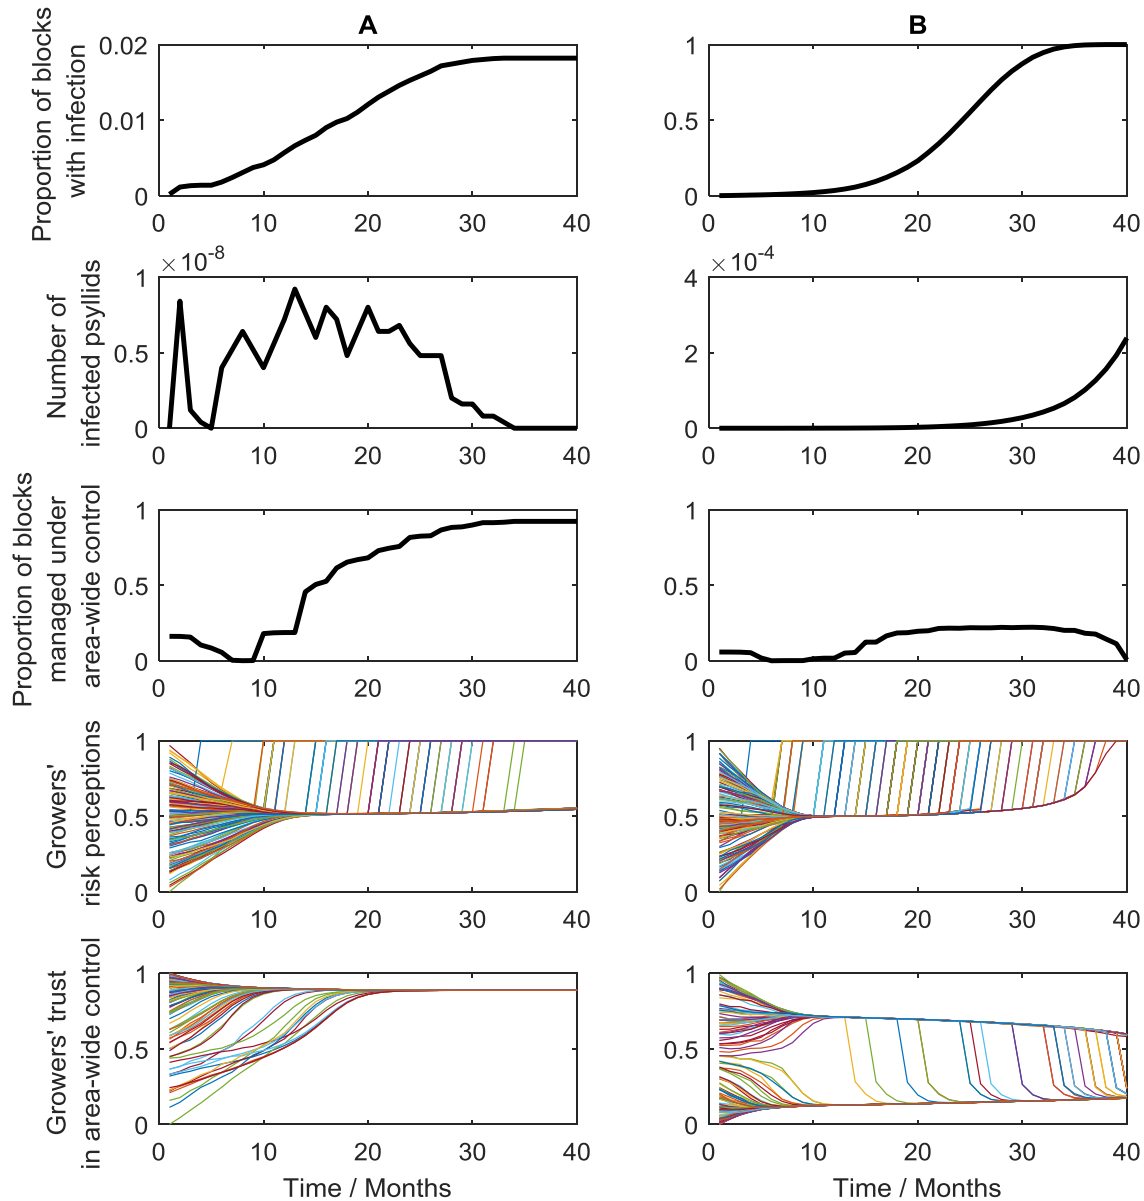 A
B
Proportion of blocks
with infection
0.02
0.01
0
0 10 20 30 40
1
0.5
0
0 10 20 30 40
Number of
infected psyllids
×10-8
1
0.5
0
0 10 20 30 40
×10-4
4
2
0
0 10 20 30 40
Proportion of blocks
managed under
area-wide control
1
0.5
0
0 10 20 30 40
1
0.5
0
0 10 20 30 40
Growers'
risk perceptions
1
0.5
0
0 10 20 30 40
1
0.5
0
0 10 20 30 40
Growers' trust
in area-wide control
1
0.5
0
0 10 20 30 40
1
0.5
0
0 10 20 30 40
Time / Months
Time / Months